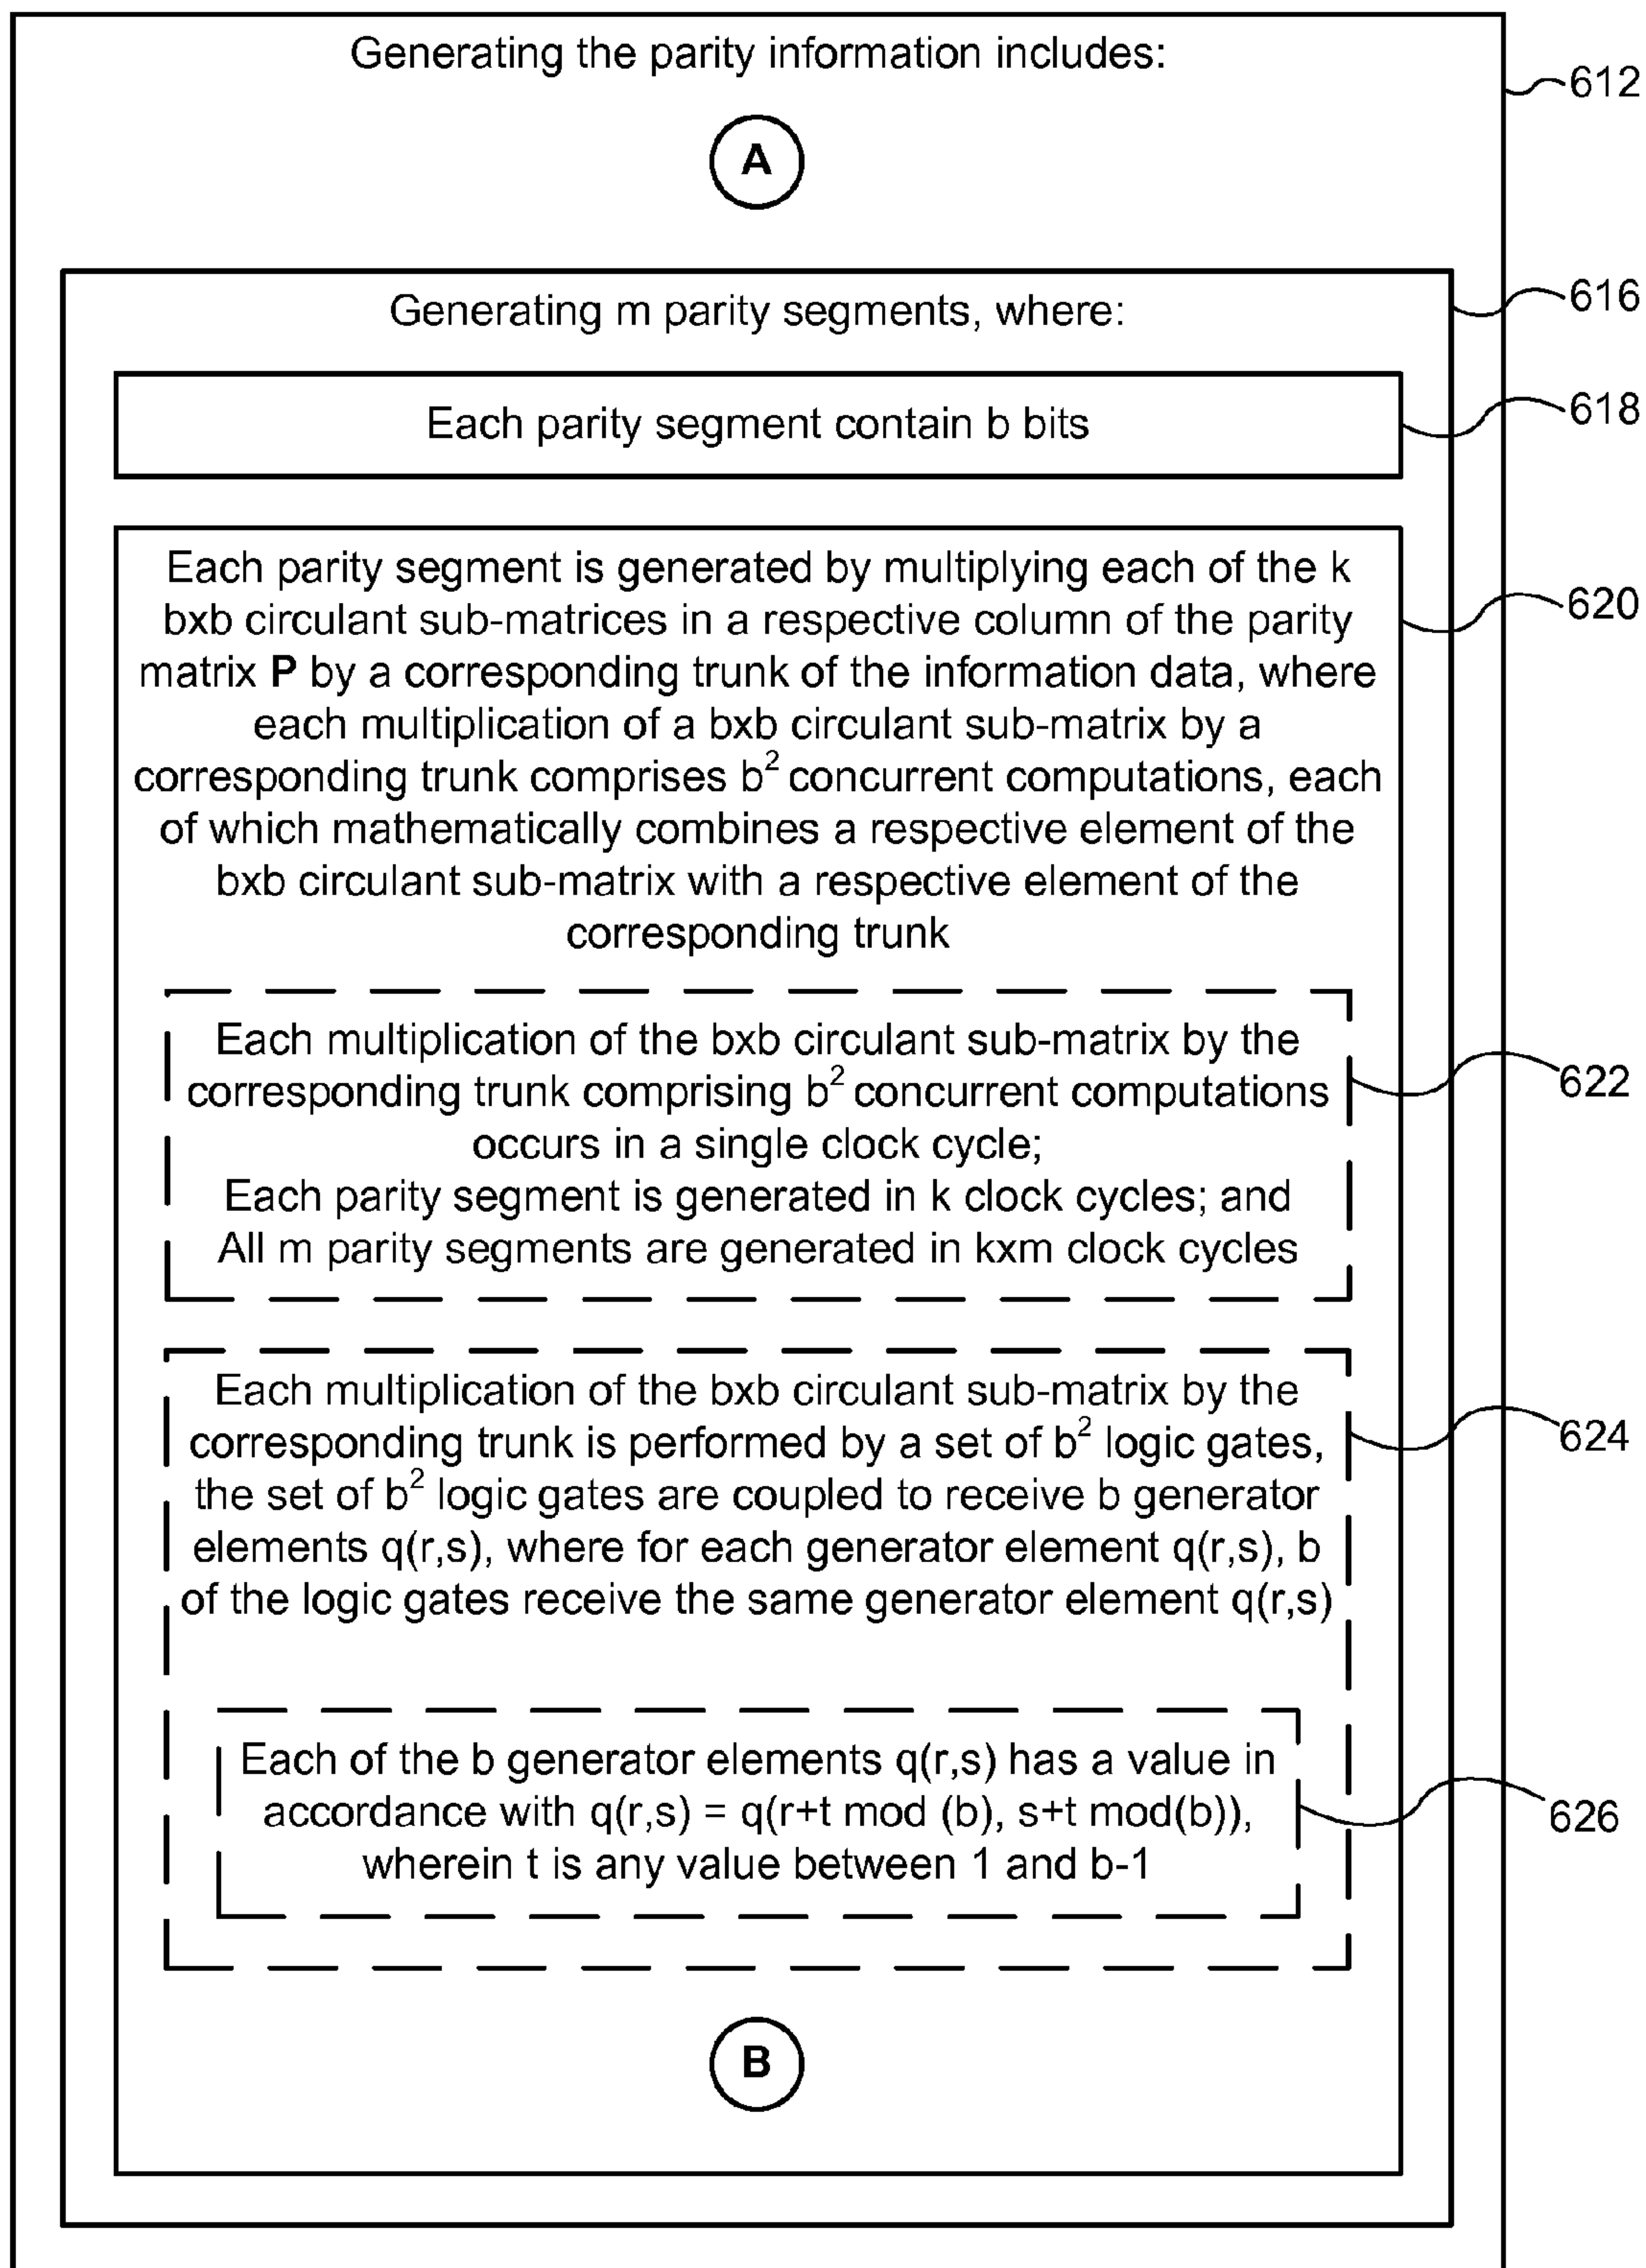 Generating the parity information includes:
612
A
Generating m parity segments, where:
616
Each parity segment contain b bits
618
Each parity segment is generated by multiplying each of the k
bxb circulant sub-matrices in a respective column of the parity
620
matrix P by a corresponding trunk of the information data, where
each multiplication of a bxb circulant sub-matrix by a
corresponding trunk comprises b² concurrent computations, each
of which mathematically combines a respective element of the
bxb circulant sub-matrix with a respective element of the
corresponding trunk
Each multiplication of the bxb circulant sub-matrix by the
corresponding trunk comprising b² concurrent computations
622
occurs in a single clock cycle;
Each parity segment is generated in k clock cycles; and
All m parity segments are generated in kxm clock cycles
Each multiplication of the bxb circulant sub-matrix by the
corresponding trunk is performed by a set of b² logic gates,
624
the set of b² logic gates are coupled to receive b generator
elements q(r,s), where for each generator element q(r,s), b
of the logic gates receive the same generator element q(r,s)
Each of the b generator elements q(r,s) has a value in
accordance with q(r,s) = q(r+t mod (b), s+t mod(b)),
626
wherein t is any value between 1 and b-1
B